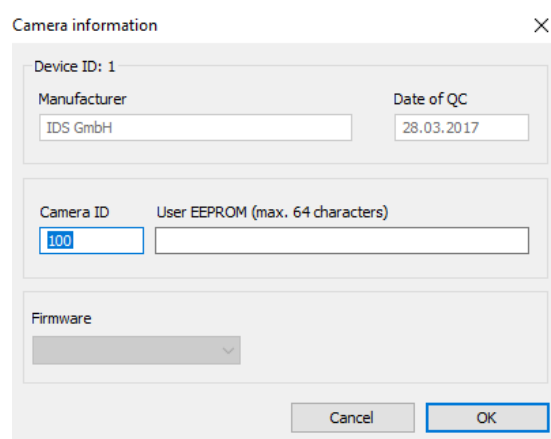 Camera information
Device ID: 1
Manufacturer Date of QC
IDS GmbH 28.03.2017
Camera ID User EEPROM (max. 64 characters)
100
Firmware
Cancel OK